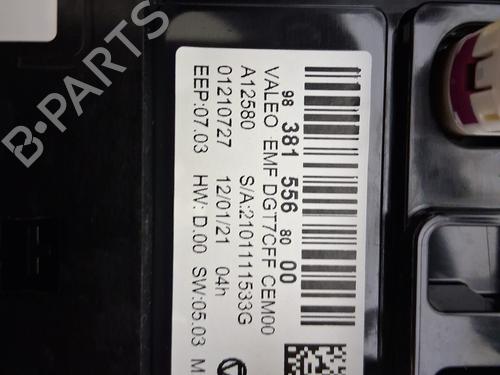 98 381 556 80 00
VALEO EMF DGT7CFF CEM00
A12580 S/A:2101111533G
01210727 12/01/21 04h
EEP:07.03 HW: D.00 SW:05.03 M
B-PARTS